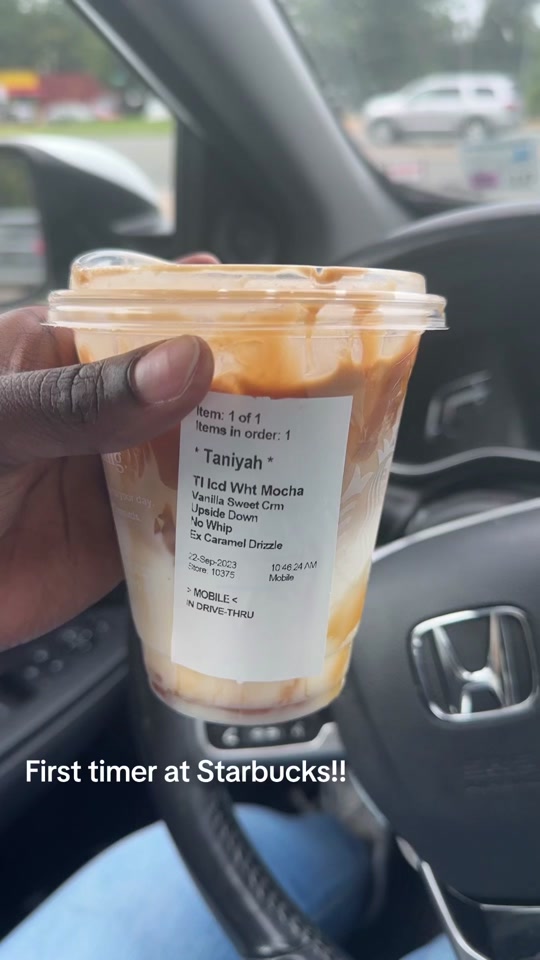 Item: 1 of 1
Items in order: 1
* Taniyah *
Tl Icd Wht Mocha
Vanilla Sweet Crm
Upside Down
No Whip
Ex Caramel Drizzle
22-Sep-2023 10:46:24 AM
Store: 10375 Mobile
> MOBILE <
IN DRIVE-THRU
First timer at Starbucks!!